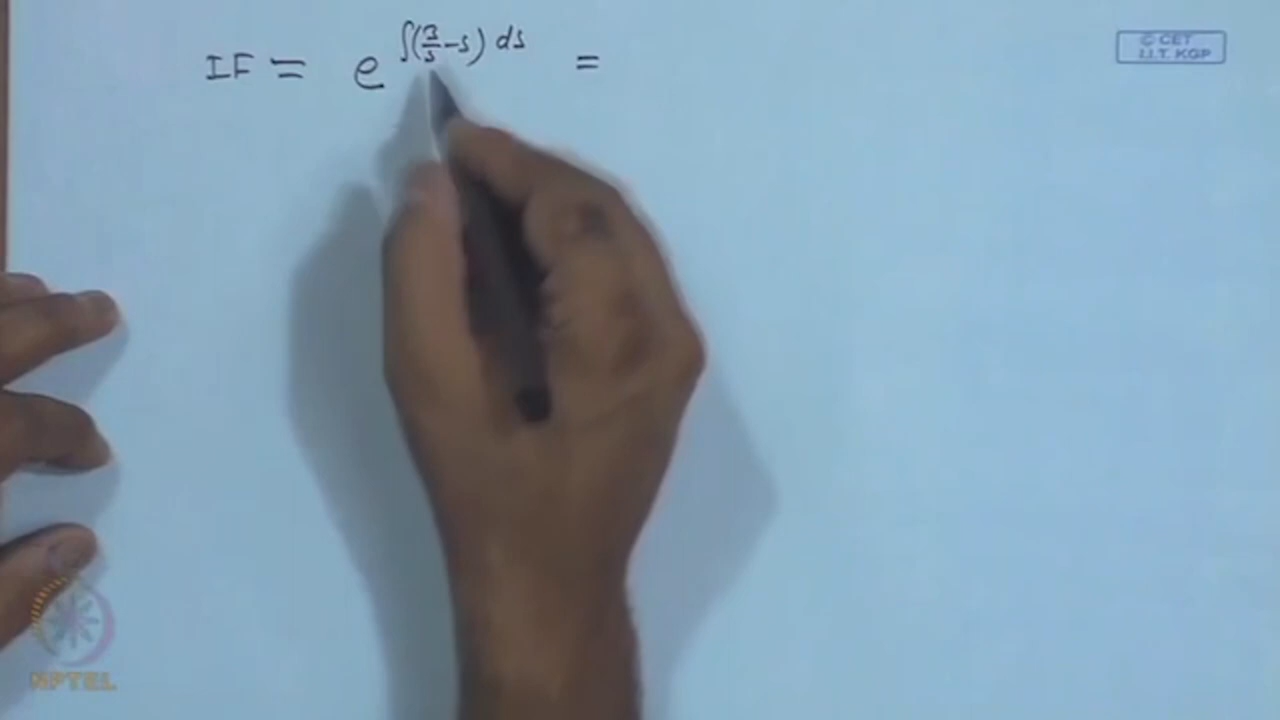 IF = e^{∫(3/s - s) ds} =
© CET
I.I.T. KGP
NPTEL